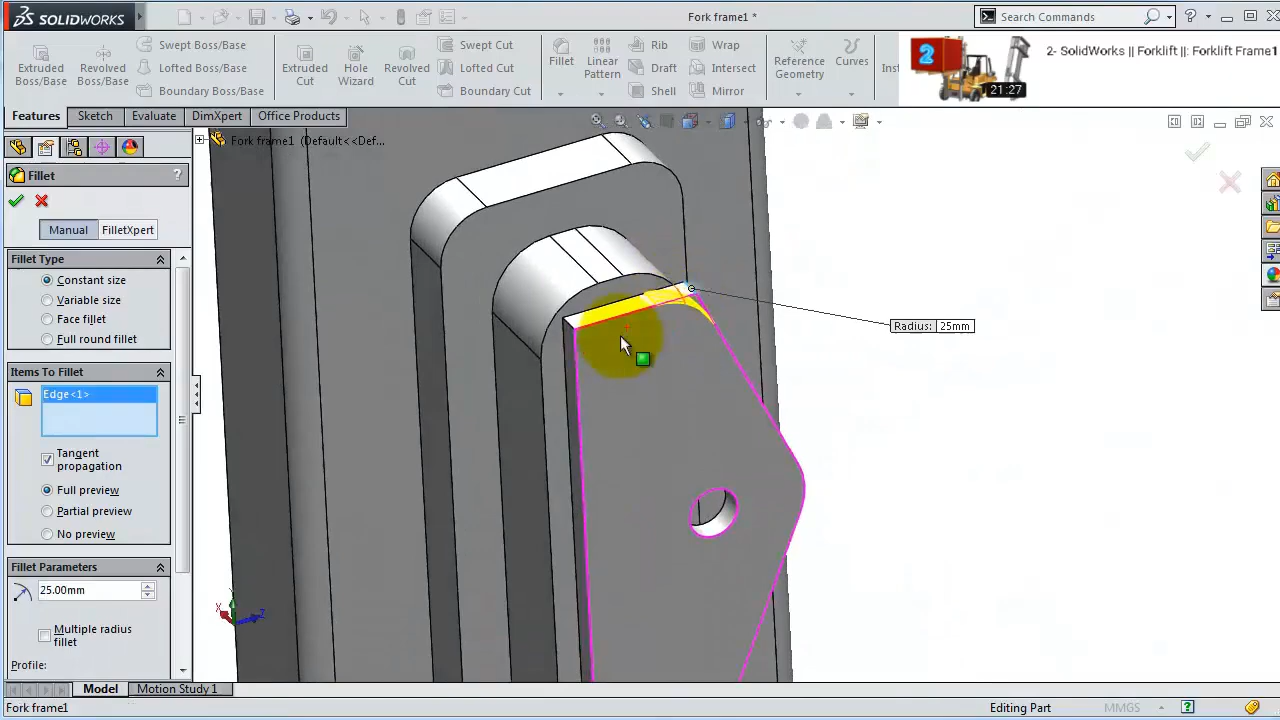 SOLIDWORKS
Fork frame1 *
Search Commands
Extruded
Boss/Base
Revolved
Boss/Base
Swept Boss/Base
Lofted Boss/Base
Boundary Boss/Base
Extruded
Cut
Hole
Wizard
Revolved
Cut
Swept Cut
Lofted Cut
Boundary Cut
Fillet
Linear
Pattern
Rib
Draft
Shell
Wrap
Intersect
Mirror
Reference
Geometry
Curves
Inst
2
2- SolidWorks || Forklift ||: Forklift Frame1
21:27
Features
Sketch
Evaluate
DimXpert
Office Products
Fork frame1 (Default<<Def...
Fillet
?
Manual
FilletXpert
Fillet Type
Constant size
Variable size
Face fillet
Full round fillet
Items To Fillet
Edge<1>
Tangent
propagation
Full preview
Partial preview
No preview
Fillet Parameters
25.00mm
Multiple radius
fillet
Profile:
Radius: 25mm
Y
X
Z
Model
Motion Study 1
Fork frame1
Editing Part
MMGS